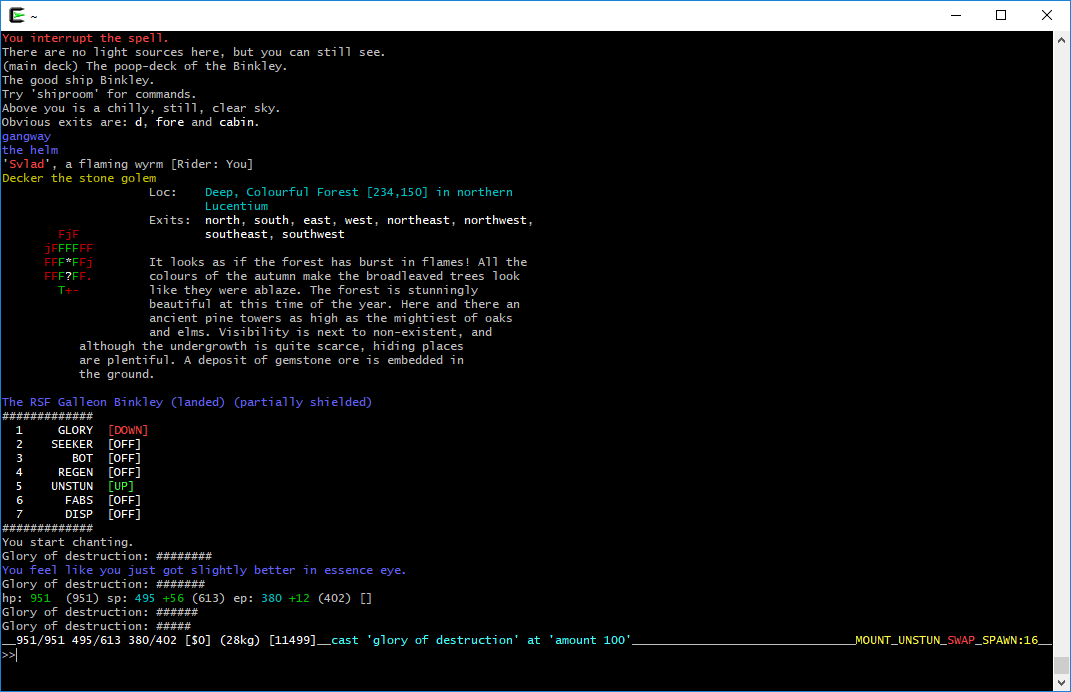 ~
You interrupt the spell.
There are no light sources here, but you can still see.
(main deck) The poop-deck of the Binkley.
The good ship Binkley.
Try 'shiproom' for commands.
Above you is a chilly, still, clear sky.
Obvious exits are: d, fore and cabin.
gangway
the helm
'Svlad', a flaming wyrm [Rider: You]
Decker the stone golem
Loc: Deep, Colourful Forest [234,150] in northern
Lucentium
Exits: north, south, east, west, northeast, northwest,
FjF southeast, southwest
jFFFFFF
FFF*FFj It looks as if the forest has burst in flames! All the
FFF?FF. colours of the autumn make the broadleaved trees look
T+- like they were ablaze. The forest is stunningly
beautiful at this time of the year. Here and there an
ancient pine towers as high as the mightiest of oaks
and elms. Visibility is next to non-existent, and
although the undergrowth is quite scarce, hiding places
are plentiful. A deposit of gemstone ore is embedded in
the ground.
The RSF Galleon Binkley (landed) (partially shielded)
#############
1 GLORY [DOWN]
2 SEEKER [OFF]
3 BOT [OFF]
4 REGEN [OFF]
5 UNSTUN [UP]
6 FABS [OFF]
7 DISP [OFF]
#############
You start chanting.
Glory of destruction: ########
You feel like you just got slightly better in essence eye.
Glory of destruction: #######
hp: 951 (951) sp: 495 +56 (613) ep: 380 +12 (402) []
Glory of destruction: ######
Glory of destruction: #####
__951/951 495/613 380/402 [$0] (28kg) [11499]__cast 'glory of destruction' at 'amount 100'________________________________MOUNT_UNSTUN_SWAP_SPAWN:16__
>>